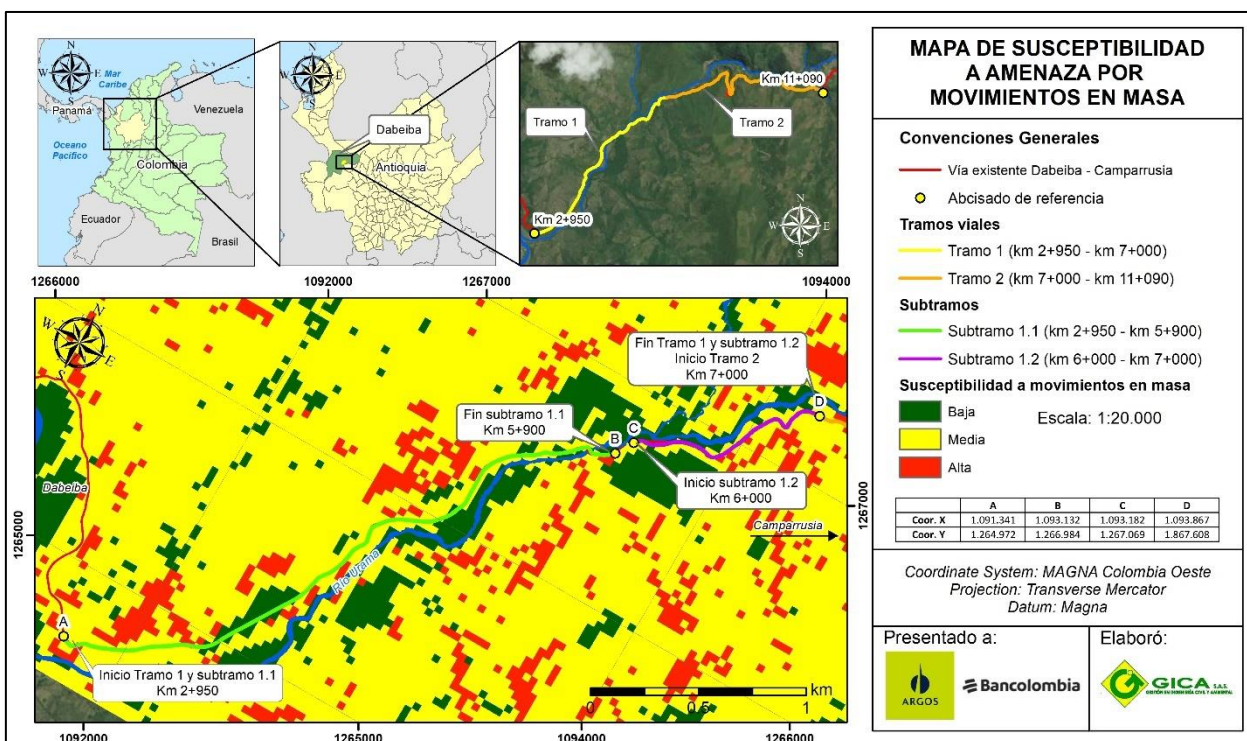 N
W E
S
Mar
Caribe
Panamá
Venezuela
Oceano
Pacífico
Colombia
Ecuador
Brasil
N
W E
S
Dabeiba
Antioquia
Km 11+090
Tramo 1
Tramo 2
Km 2+950
N
W E
S
1266000
1092000
1267000
1094000
N
W
E
S
Fin Tramo 1 y subtramo 1.2
Inicio Tramo 2
Km 7+000
D
Fin subtramo 1.1
Km 5+900
B
C
Inicio subtramo 1.2
Km 6+000
Dabeiba
Camparrusia
Río Urama
A
Inicio Tramo 1 y subtramo 1.1
Km 2+950
km
0 0.5 1
1265000
1267000
1092000
1265000
1094000
1266000
MAPA DE SUSCEPTIBILIDAD
A AMENAZA POR
MOVIMIENTOS EN MASA
Convenciones Generales
Vía existente Dabeiba - Camparrusia
Abcisado de referencia
Tramos viales
Tramo 1 (km 2+950 - km 7+000)
Tramo 2 (km 7+000 - km 11+090)
Subtramos
Subtramo 1.1 (km 2+950 - km 5+900)
Subtramo 1.2 (km 6+000 - km 7+000)
Susceptibilidad a movimientos en masa
Baja
Media
Alta
Escala: 1:20.000
A B C D
Coor. X 1.091.341 1.093.132 1.093.182 1.093.867
Coor. Y 1.264.972 1.266.984 1.267.069 1.867.608
Coordinate System: MAGNA Colombia Oeste
Projection: Transverse Mercator
Datum: Magna
Presentado a:
ARGOS
Bancolombia
Elaboró:
GICA S.A.S.
GESTIÓN EN INGENIERÍA CIVIL Y AMBIENTAL